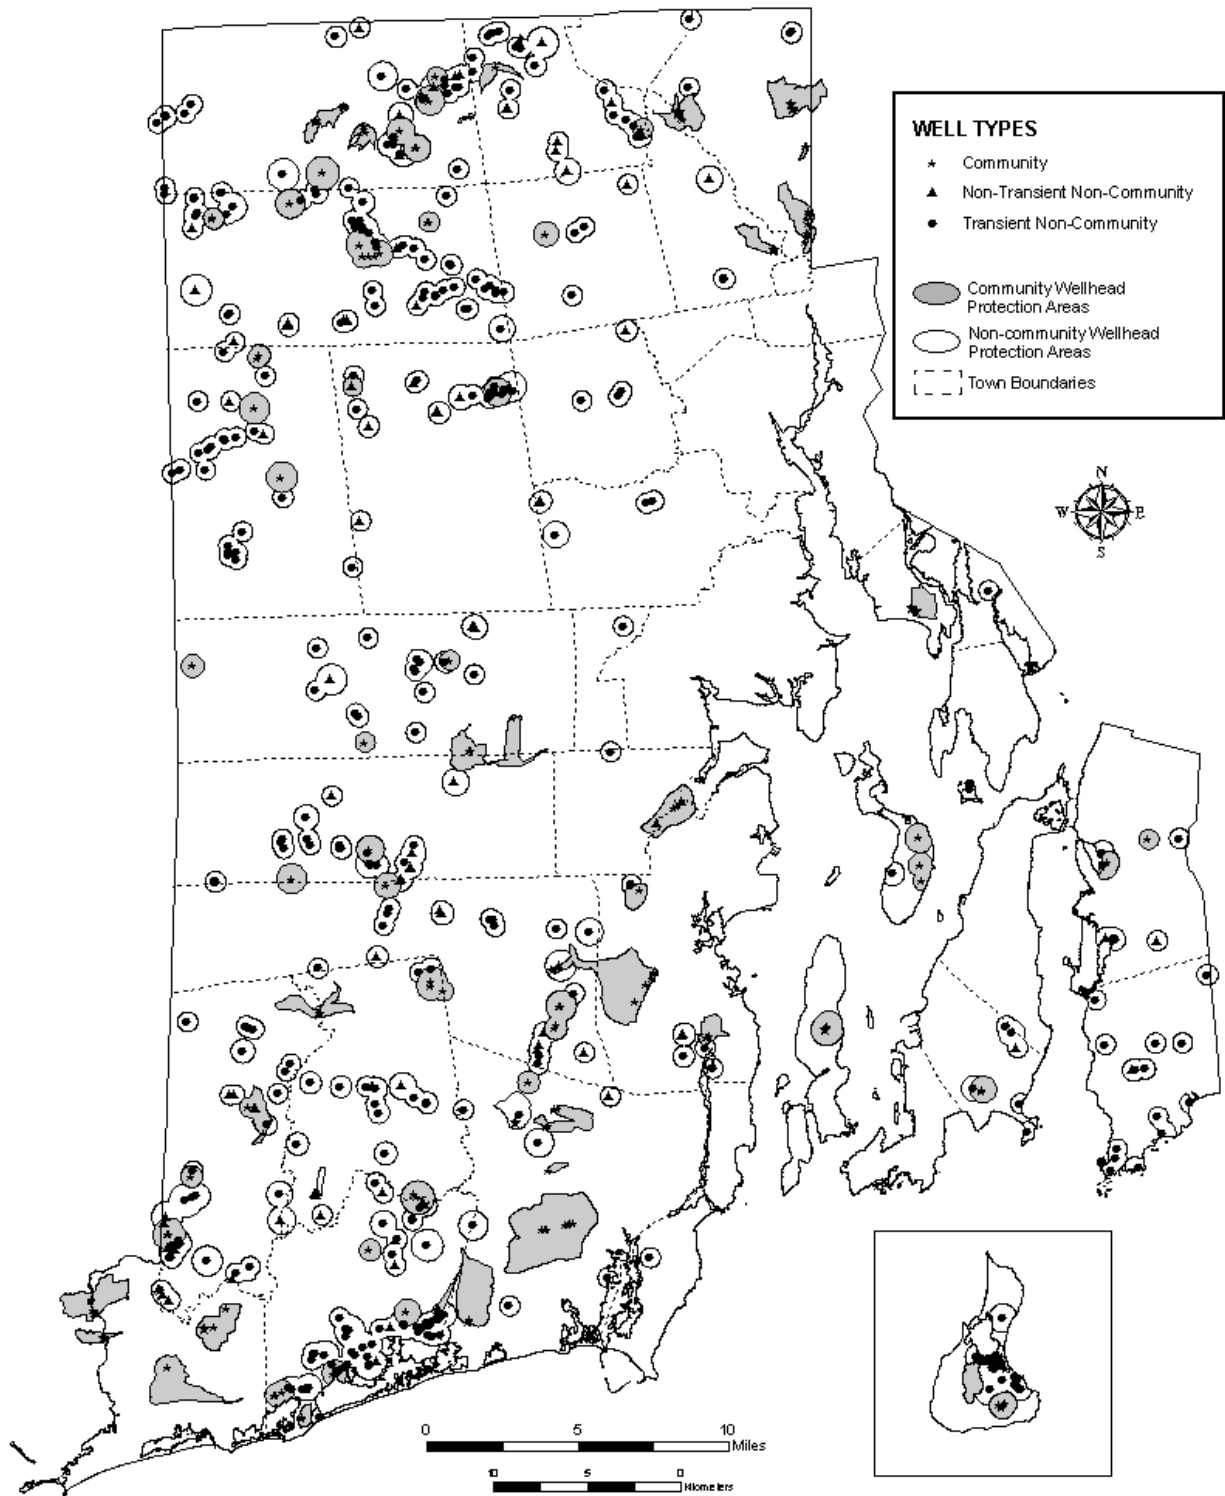 WELL TYPES
Community
Non-Transient Non-Community
Transient Non-Community
Community Wellhead
Protection Areas
Non-community Wellhead
Protection Areas
Town Boundaries
N
W E
S
0 5 10
Miles
10 5 0
Kilometers